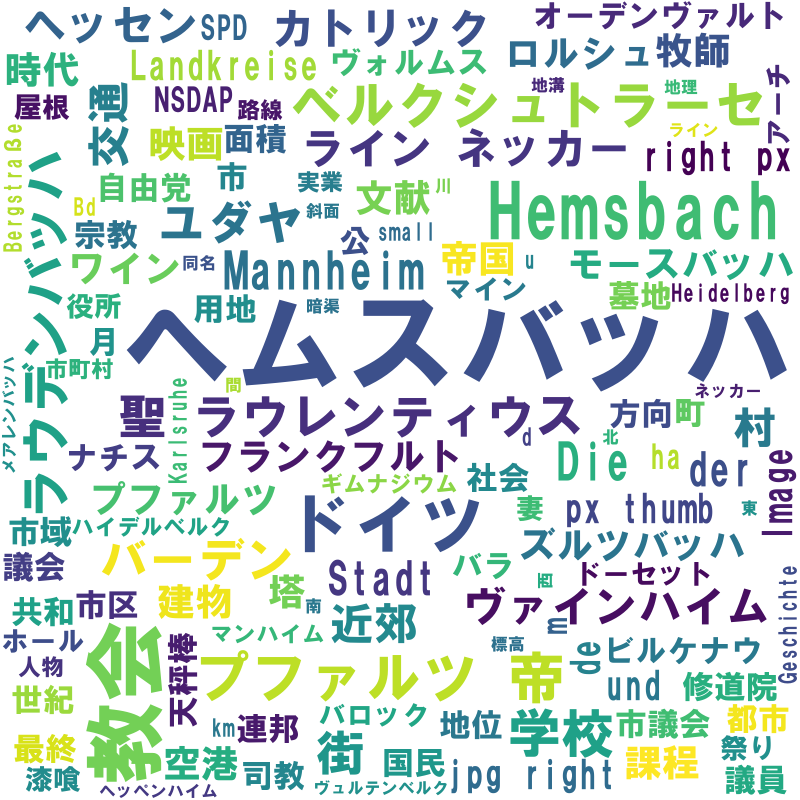 ヘッセン SPD カトリック オーデンヴァルト
時代 Landkreise ヴォルムス ロルシュ 牧師
屋根 交通 NSDAP 路線 ベルクシュトラーセ 地溝 地理 アーチ
Bergstraße 映画 面積 ライン ネッカー right px ライン
自由党 市 実業 文献 川 Hemsbach
Bd 宗教 ユダヤ 斜面 公 small
ワイン 同名 Mannheim 帝国 u モースバッハ
役所 用地 暗渠 マイン 墓地 Heidelberg
ラウデンバッハ 月 ヘムスバッハ
市町村 Karlsruhe 間 ネッカー
メアレンバッハ 聖 ラウレンティウス d 方向 町 村
ナチス フランクフルト Die 北 ha der Image
プファルツ ギムナジウム 社会 妻 px thumb 東
市域 ハイデルベルク ドイツ ズルツバッハ
議会 バーデン Stadt バラ 西 ドーセット
共和 市区 建物 塔 南 近郊 ヴァインハイム Geschichte
ホール 教会 天秤棒 マンハイム 標高 m de ビルケナウ
人物 プファルツ 帝 und 修道院
世紀 バロック 地位 学校 市議会 都市
最終 km 連邦 街 国民 課程 祭り
漆喰 空港 司教 jpg right 議員
ヘッペンハイム ヴュルテンベルク